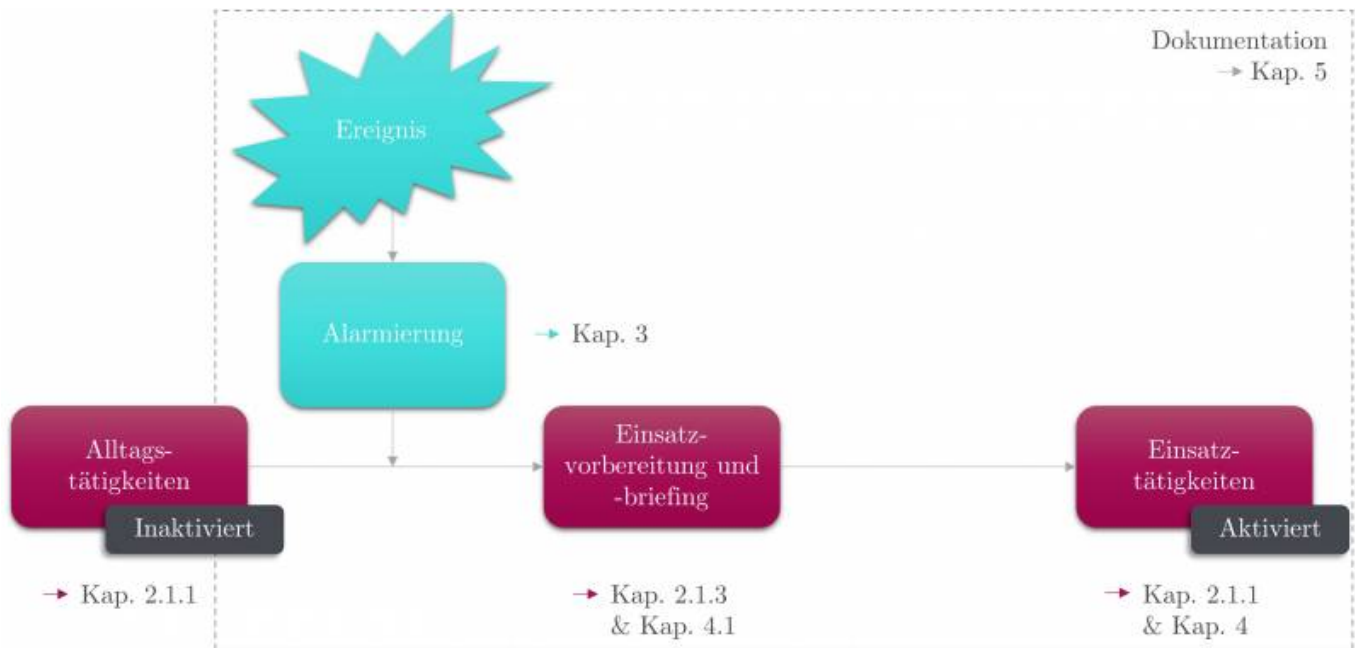 Dokumentation
→ Kap. 5
Ereignis
Alarmierung
→ Kap. 3
Alltags-
tätigkeiten
Inaktiviert
→ Kap. 2.1.1
Einsatz-
vorbereitung und
-briefing
→ Kap. 2.1.3
& Kap. 4.1
Einsatz-
tätigkeiten
Aktiviert
→ Kap. 2.1.1
& Kap. 4